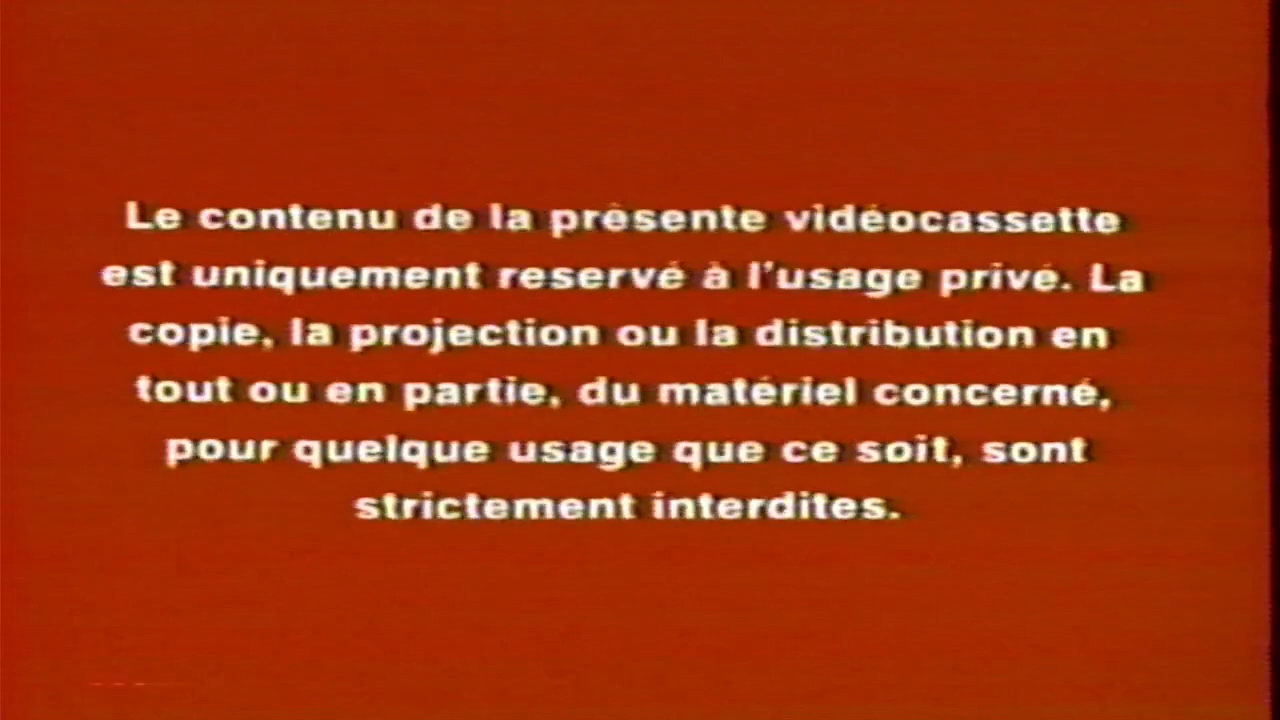 Le contenu de la présente vidéocassette
est uniquement reservé à l'usage privé. La
copie, la projection ou la distribution en
tout ou en partie, du matériel concerné,
pour quelque usage que ce soit, sont
strictement interdites.